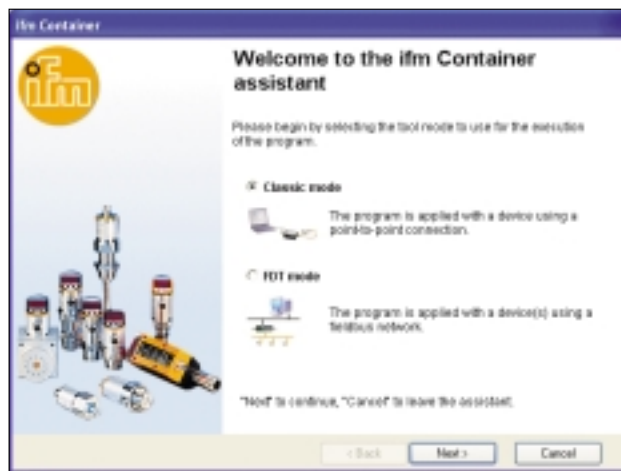 ifm Container
ifm
Welcome to the ifm Container
assistant
Please begin by selecting the tool mode to use for the execution
of the program.
Classic mode
The program is applied with a device using a
point-to-point connection.
FDT mode
The program is applied with a device(s) using a
fieldbus network.
"Next" to continue, "Cancel" to leave the assistant.
< Back Next > Cancel